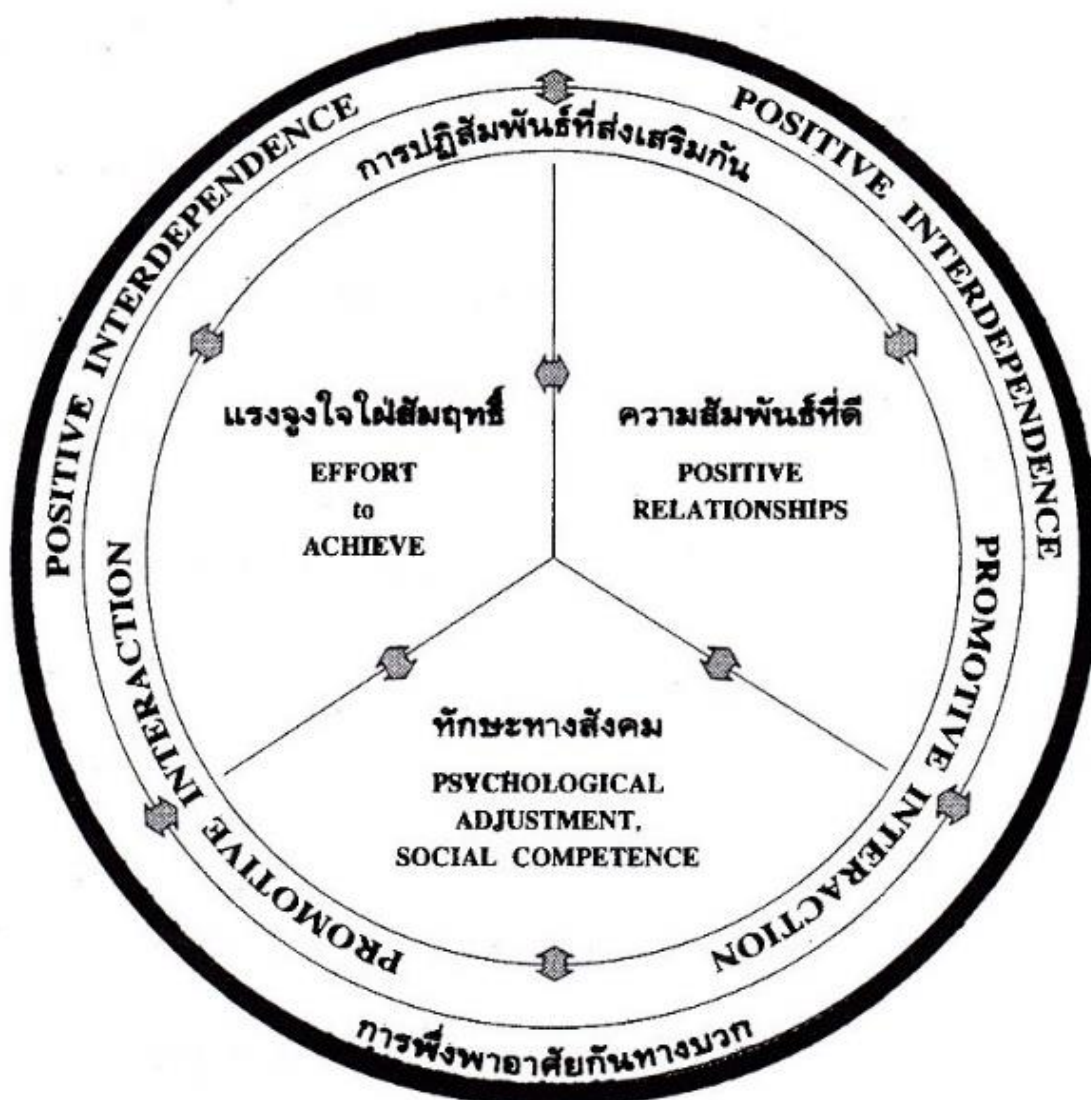 POSITIVE INTERDEPENDENCE
POSITIVE INTERDEPENDENCE
การปฏิสัมพันธ์ที่ส่งเสริมกัน
แรงจูงใจใฝ่สัมฤทธิ์
EFFORT
to
ACHIEVE
ความสัมพันธ์ที่ดี
POSITIVE
RELATIONSHIPS
ทักษะทางสังคม
PSYCHOLOGICAL
ADJUSTMENT,
SOCIAL COMPETENCE
PROMOTIVE INTERACTION
PROMOTIVE INTERACTION
การพึ่งพาอาศัยกันทางบวก